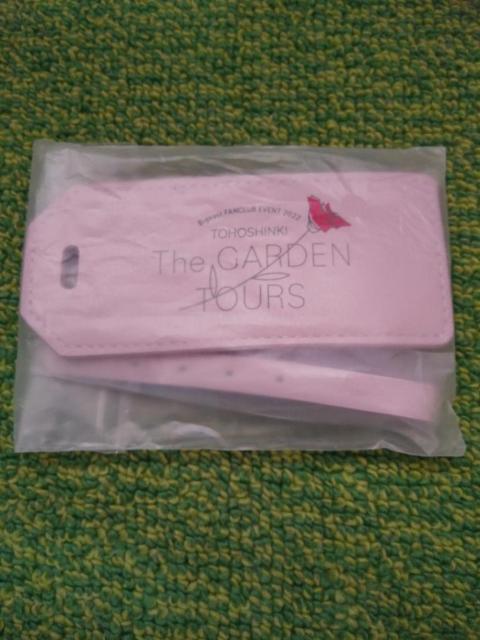 Bigeast FANCLUB EVENT 2022
TOHOSHINKI
The GARDEN
TOURS